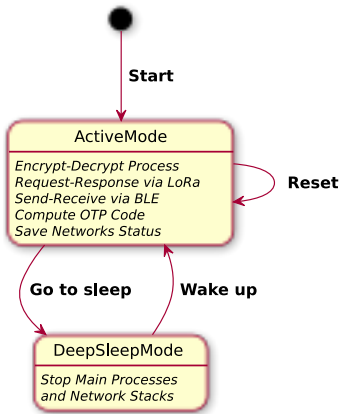 Start
ActiveMode
Encrypt-Decrypt Process
Request-Response via LoRa
Send-Receive via BLE
Compute OTP Code
Save Networks Status
Reset
Go to sleep
Wake up
DeepSleepMode
Stop Main Processes
and Network Stacks